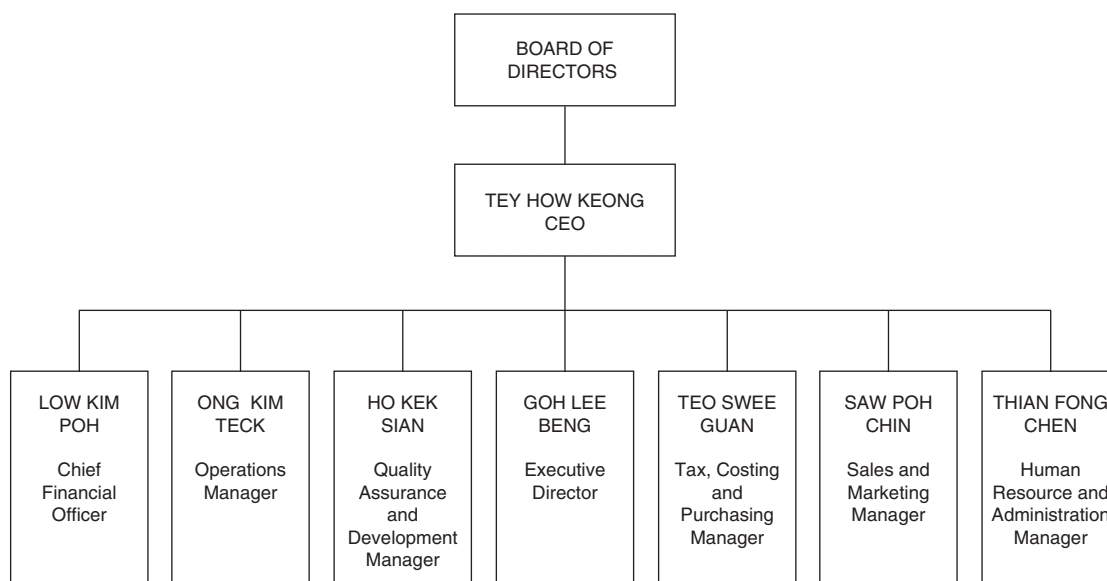 BOARD OF
DIRECTORS
TEY HOW KEONG
CEO
LOW KIM
POH
Chief
Financial
Officer
ONG KIM
TECK
Operations
Manager
HO KEK
SIAN
Quality
Assurance
and
Development
Manager
GOH LEE
BENG
Executive
Director
TEO SWEE
GUAN
Tax, Costing
and
Purchasing
Manager
SAW POH
CHIN
Sales and
Marketing
Manager
THIAN FONG
CHEN
Human
Resource and
Administration
Manager